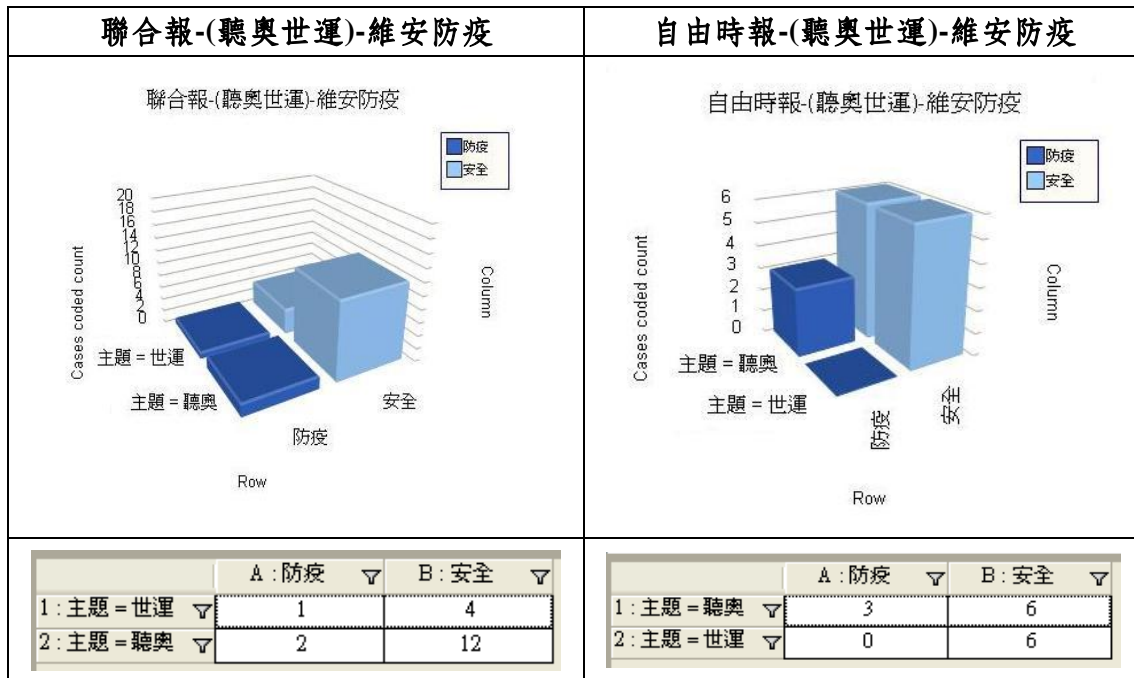 聯合報-(聽奧世運)-維安防疫
自由時報-(聽奧世運)-維安防疫
聯合報-(聽奧世運)-維安防疫
防疫
安全
20
18
16
14
12
10
8
6
4
2
0
Cases coded count
Column
主題 = 世運
主題 = 聽奧
防疫
安全
Row
自由時報-(聽奧世運)-維安防疫
防疫
安全
6
5
4
3
2
1
0
Cases coded count
Column
主題 = 聽奧
主題 = 世運
防疫
安全
Row
A : 防疫 B : 安全
1 : 主題 = 世運 1 4
2 : 主題 = 聽奧 2 12
A : 防疫 B : 安全
1 : 主題 = 聽奧 3 6
2 : 主題 = 世運 0 6